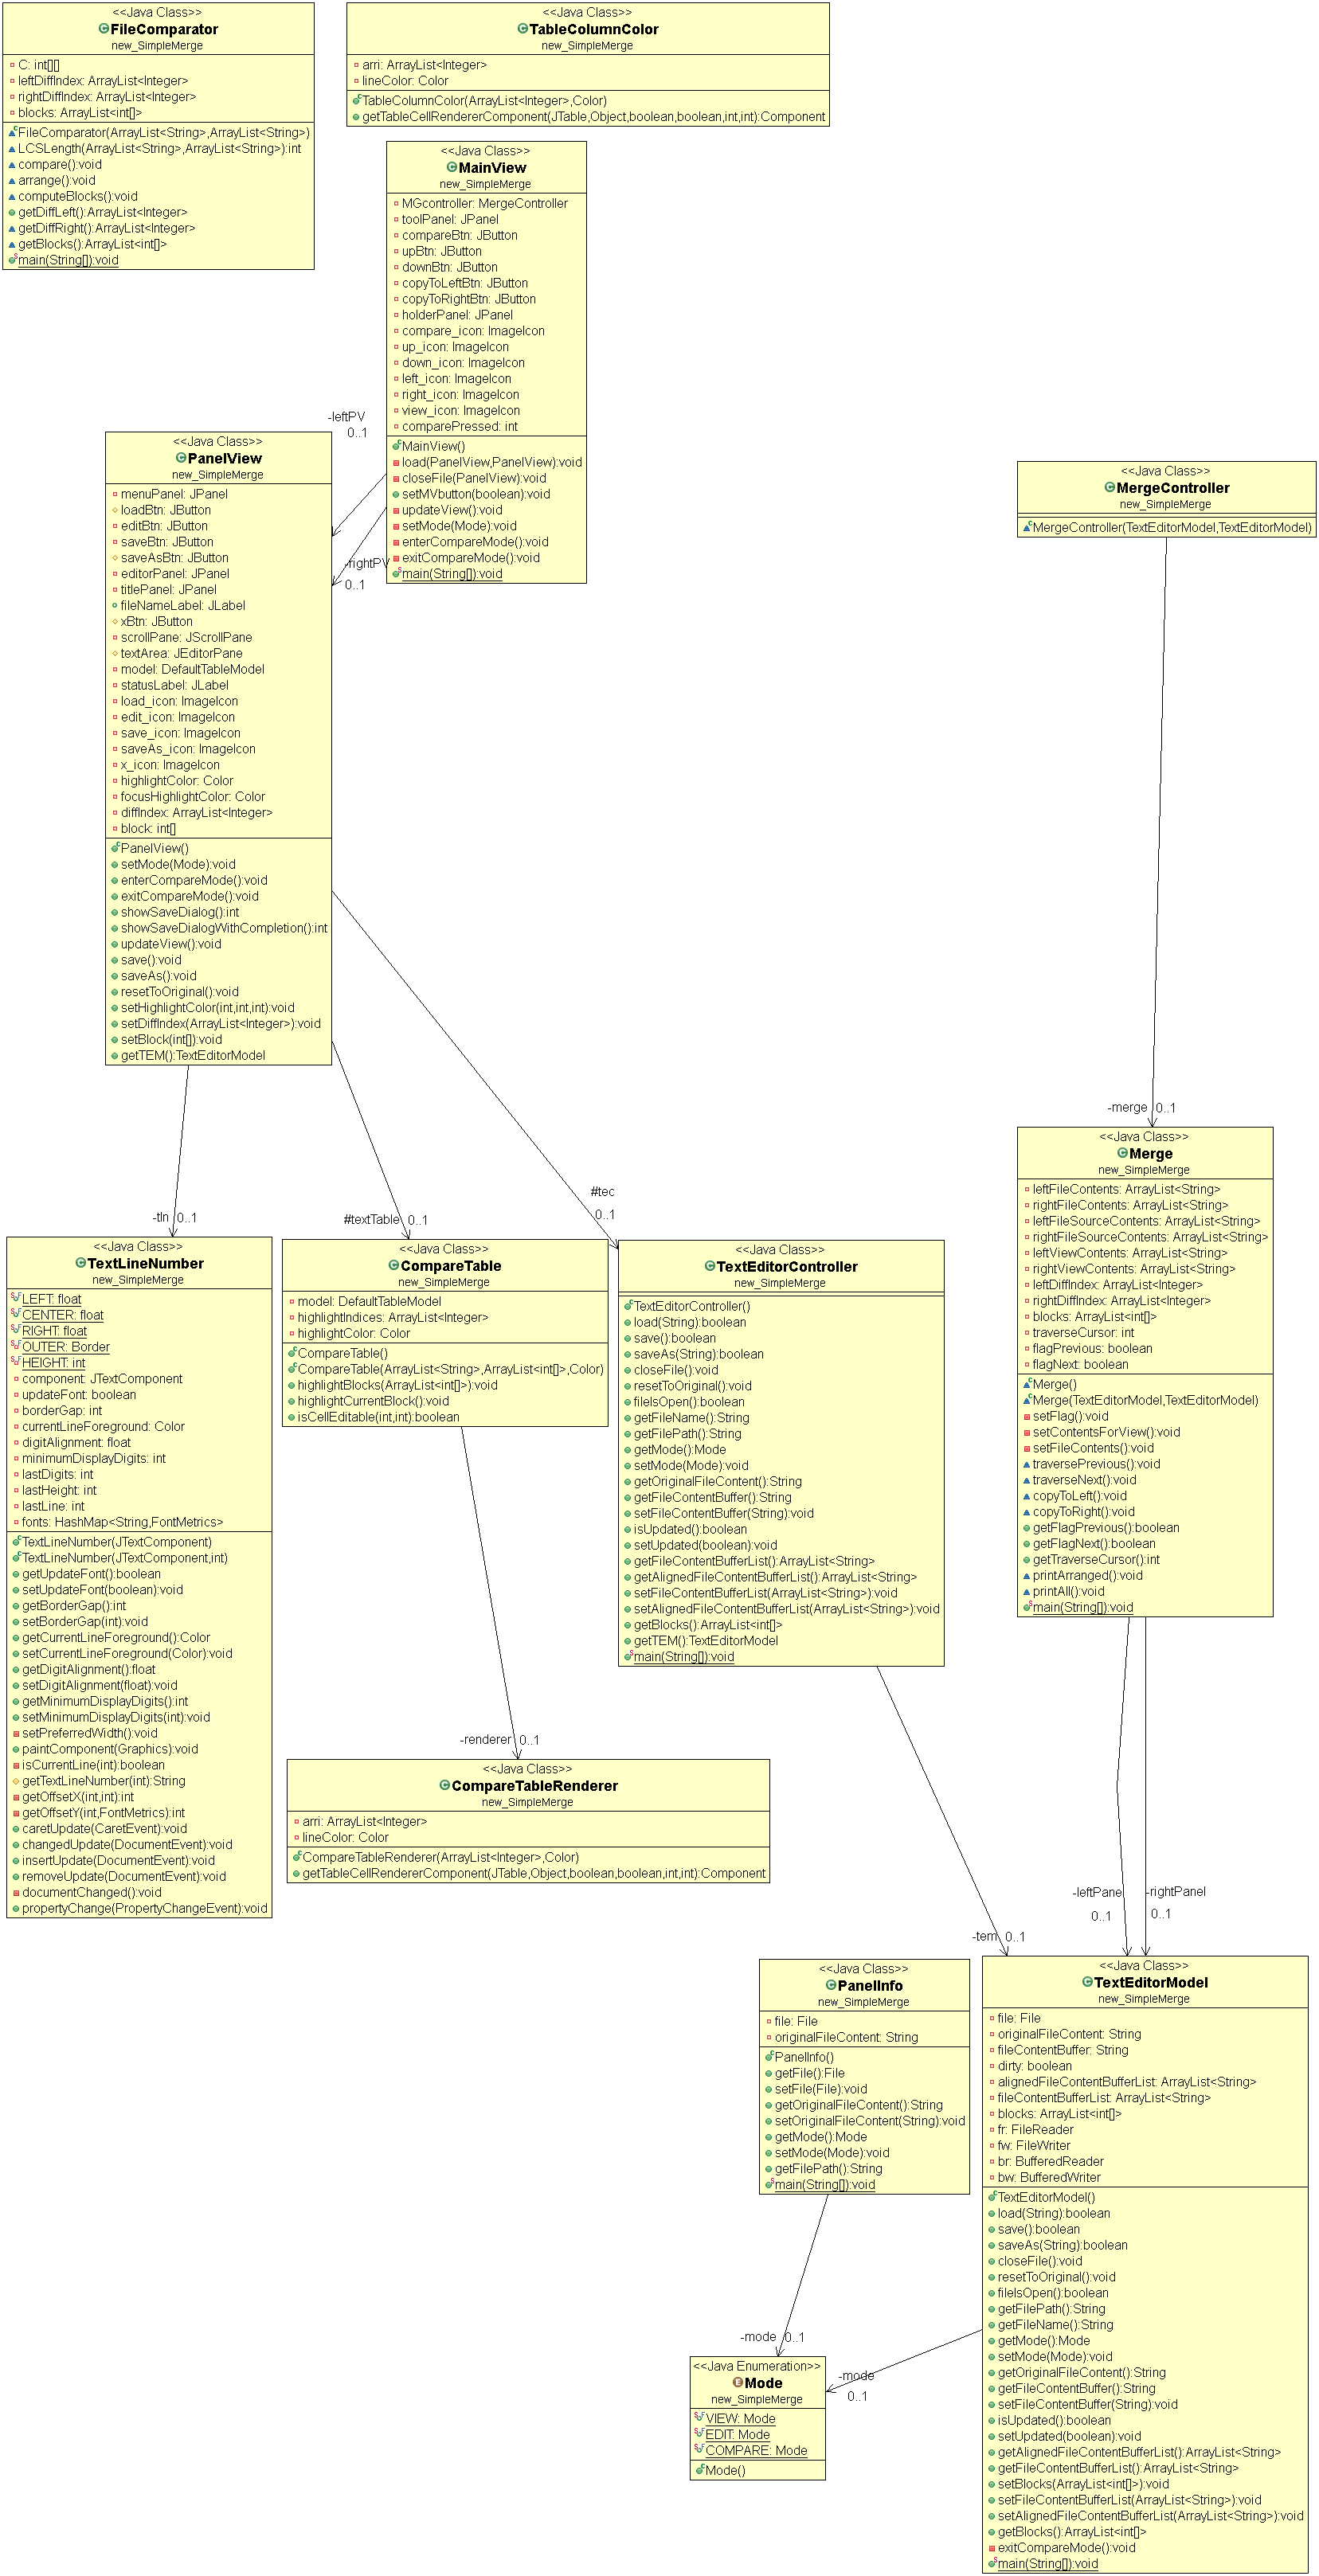 <<Java Class>>
FileComparator
new_SimpleMerge
C: int[][]
leftDiffIndex: ArrayList<Integer>
rightDiffIndex: ArrayList<Integer>
blocks: ArrayList<int[]>
FileComparator(ArrayList<String>,ArrayList<String>)
LCSLength(ArrayList<String>,ArrayList<String>):int
compare():void
arrange():void
computeBlocks():void
getDiffLeft():ArrayList<Integer>
getDiffRight():ArrayList<Integer>
getBlocks():ArrayList<int[]>
main(String[]):void
<<Java Class>>
TableColumnColor
new_SimpleMerge
arri: ArrayList<Integer>
lineColor: Color
TableColumnColor(ArrayList<Integer>,Color)
getTableCellRendererComponent(JTable,Object,boolean,boolean,int,int):Component
<<Java Class>>
MainView
new_SimpleMerge
MGcontroller: MergeController
toolPanel: JPanel
compareBtn: JButton
upBtn: JButton
downBtn: JButton
copyToLeftBtn: JButton
copyToRightBtn: JButton
holderPanel: JPanel
compare_icon: ImageIcon
up_icon: ImageIcon
down_icon: ImageIcon
left_icon: ImageIcon
right_icon: ImageIcon
view_icon: ImageIcon
comparePressed: int
MainView()
load(PanelView,PanelView):void
closeFile(PanelView):void
setMVbutton(boolean):void
updateView():void
setMode(Mode):void
enterCompareMode():void
exitCompareMode():void
main(String[]):void
-leftPV
0..1
-rightPV
0..1
<<Java Class>>
PanelView
new_SimpleMerge
menuPanel: JPanel
loadBtn: JButton
editBtn: JButton
saveBtn: JButton
saveAsBtn: JButton
editorPanel: JPanel
titlePanel: JPanel
fileNameLabel: JLabel
xBtn: JButton
scrollPane: JScrollPane
textArea: JEditorPane
model: DefaultTableModel
statusLabel: JLabel
load_icon: ImageIcon
edit_icon: ImageIcon
save_icon: ImageIcon
saveAs_icon: ImageIcon
x_icon: ImageIcon
highlightColor: Color
focusHighlightColor: Color
diffIndex: ArrayList<Integer>
block: int[]
PanelView()
setMode(Mode):void
enterCompareMode():void
exitCompareMode():void
showSaveDialog():int
showSaveDialogWithCompletion():int
updateView():void
save():void
saveAs():void
resetToOriginal():void
setHighlightColor(int,int,int):void
setDiffIndex(ArrayList<Integer>):void
setBlock(int[]):void
getTEM():TextEditorModel
<<Java Class>>
MergeController
new_SimpleMerge
MergeController(TextEditorModel,TextEditorModel)
-merge 0..1
<<Java Class>>
Merge
new_SimpleMerge
leftFileContents: ArrayList<String>
rightFileContents: ArrayList<String>
leftFileSourceContents: ArrayList<String>
rightFileSourceContents: ArrayList<String>
leftViewContents: ArrayList<String>
rightViewContents: ArrayList<String>
leftDiffIndex: ArrayList<Integer>
rightDiffIndex: ArrayList<Integer>
blocks: ArrayList<int[]>
traverseCursor: int
flagPrevious: boolean
flagNext: boolean
Merge()
Merge(TextEditorModel,TextEditorModel)
setFlag():void
setContentsForView():void
setFileContents():void
traversePrevious():void
traverseNext():void
copyToLeft():void
copyToRight():void
getFlagPrevious():boolean
getFlagNext():boolean
getTraverseCursor():int
printArranged():void
printAll():void
main(String[]):void
-tln 0..1
#textTable 0..1
#tec
0..1
<<Java Class>>
TextLineNumber
new_SimpleMerge
LEFT: float
CENTER: float
RIGHT: float
OUTER: Border
HEIGHT: int
component: JTextComponent
updateFont: boolean
borderGap: int
currentLineForeground: Color
digitAlignment: float
minimumDisplayDigits: int
lastDigits: int
lastHeight: int
lastLine: int
fonts: HashMap<String,FontMetrics>
TextLineNumber(JTextComponent)
TextLineNumber(JTextComponent,int)
getUpdateFont():boolean
setUpdateFont(boolean):void
getBorderGap():int
setBorderGap(int):void
getCurrentLineForeground():Color
setCurrentLineForeground(Color):void
getDigitAlignment():float
setDigitAlignment(float):void
getMinimumDisplayDigits():int
setMinimumDisplayDigits(int):void
setPreferredWidth():void
paintComponent(Graphics):void
isCurrentLine(int):boolean
getTextLineNumber(int):String
getOffsetX(int,int):int
getOffsetY(int,FontMetrics):int
caretUpdate(CaretEvent):void
changedUpdate(DocumentEvent):void
insertUpdate(DocumentEvent):void
removeUpdate(DocumentEvent):void
documentChanged():void
propertyChange(PropertyChangeEvent):void
<<Java Class>>
CompareTable
new_SimpleMerge
model: DefaultTableModel
highlightIndices: ArrayList<Integer>
highlightColor: Color
CompareTable()
CompareTable(ArrayList<String>,ArrayList<int[]>,Color)
highlightBlocks(ArrayList<int[]>):void
highlightCurrentBlock():void
isCellEditable(int,int):boolean
<<Java Class>>
TextEditorController
new_SimpleMerge
TextEditorController()
load(String):boolean
save():boolean
saveAs(String):boolean
closeFile():void
resetToOriginal():void
fileIsOpen():boolean
getFileName():String
getFilePath():String
getMode():Mode
setMode(Mode):void
getOriginalFileContent():String
getFileContentBuffer():String
setFileContentBuffer(String):void
isUpdated():boolean
setUpdated(boolean):void
getFileContentBufferList():ArrayList<String>
getAlignedFileContentBufferList():ArrayList<String>
setFileContentBufferList(ArrayList<String>):void
setAlignedFileContentBufferList(ArrayList<String>):void
getBlocks():ArrayList<int[]>
getTEM():TextEditorModel
main(String[]):void
-renderer 0..1
<<Java Class>>
CompareTableRenderer
new_SimpleMerge
arri: ArrayList<Integer>
lineColor: Color
CompareTableRenderer(ArrayList<Integer>,Color)
getTableCellRendererComponent(JTable,Object,boolean,boolean,int,int):Component
-leftPane
0..1
-rightPanel
0..1
-tem 0..1
<<Java Class>>
PanelInfo
new_SimpleMerge
file: File
originalFileContent: String
PanelInfo()
getFile():File
setFile(File):void
getOriginalFileContent():String
setOriginalFileContent(String):void
getMode():Mode
setMode(Mode):void
getFilePath():String
main(String[]):void
<<Java Class>>
TextEditorModel
new_SimpleMerge
file: File
originalFileContent: String
fileContentBuffer: String
dirty: boolean
alignedFileContentBufferList: ArrayList<String>
fileContentBufferList: ArrayList<String>
blocks: ArrayList<int[]>
fr: FileReader
fw: FileWriter
br: BufferedReader
bw: BufferedWriter
TextEditorModel()
load(String):boolean
save():boolean
saveAs(String):boolean
closeFile():void
resetToOriginal():void
fileIsOpen():boolean
getFilePath():String
getFileName():String
getMode():Mode
setMode(Mode):void
getOriginalFileContent():String
getFileContentBuffer():String
setFileContentBuffer(String):void
isUpdated():boolean
setUpdated(boolean):void
getAlignedFileContentBufferList():ArrayList<String>
getFileContentBufferList():ArrayList<String>
setBlocks(ArrayList<int[]>):void
setFileContentBufferList(ArrayList<String>):void
setAlignedFileContentBufferList(ArrayList<String>):void
getBlocks():ArrayList<int[]>
exitCompareMode():void
main(String[]):void
-mode 0..1
-mode
0..1
<<Java Enumeration>>
Mode
new_SimpleMerge
VIEW: Mode
EDIT: Mode
COMPARE: Mode
Mode()